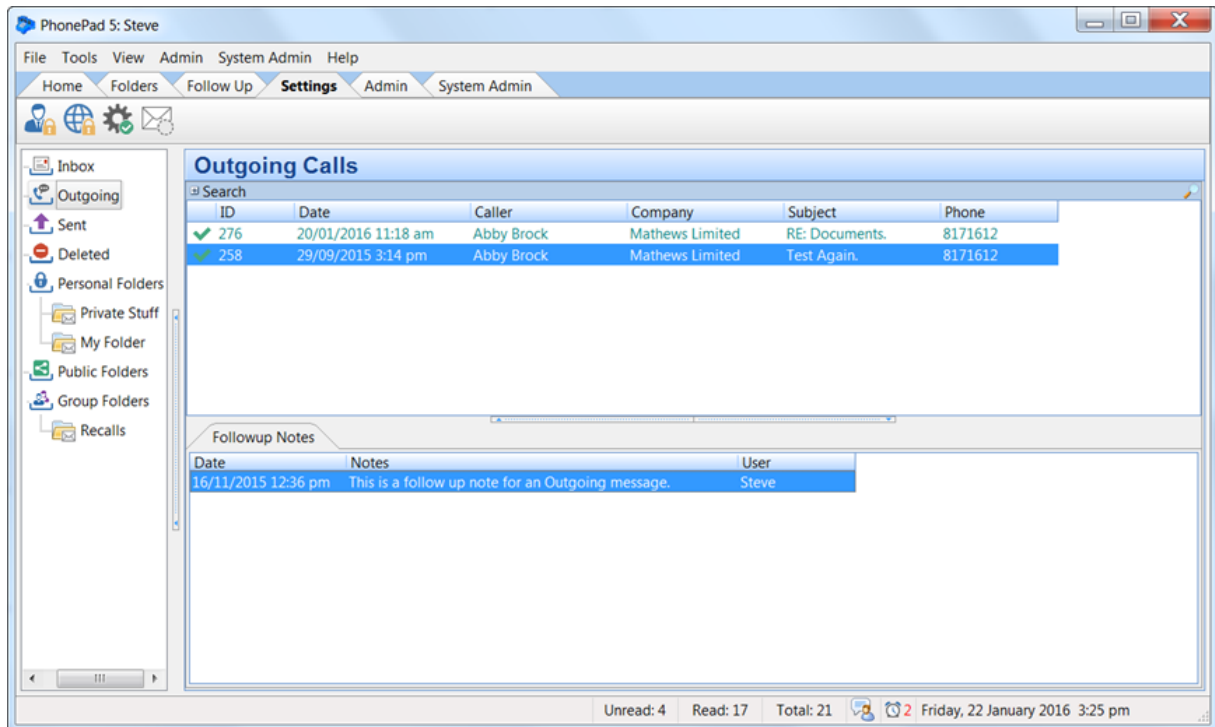 PhonePad 5: Steve
File Tools View Admin System Admin Help
Home Folders Follow Up Settings Admin System Admin
Inbox
Outgoing
Sent
Deleted
Personal Folders
Private Stuff
My Folder
Public Folders
Group Folders
Recalls
Outgoing Calls
Search
ID Date Caller Company Subject Phone
276 20/01/2016 11:18 am Abby Brock Mathews Limited RE: Documents. 8171612
258 29/09/2015 3:14 pm Abby Brock Mathews Limited Test Again. 8171612
Followup Notes
Date Notes User
16/11/2015 12:36 pm This is a follow up note for an Outgoing message. Steve
Unread: 4 Read: 17 Total: 21 2 Friday, 22 January 2016 3:25 pm